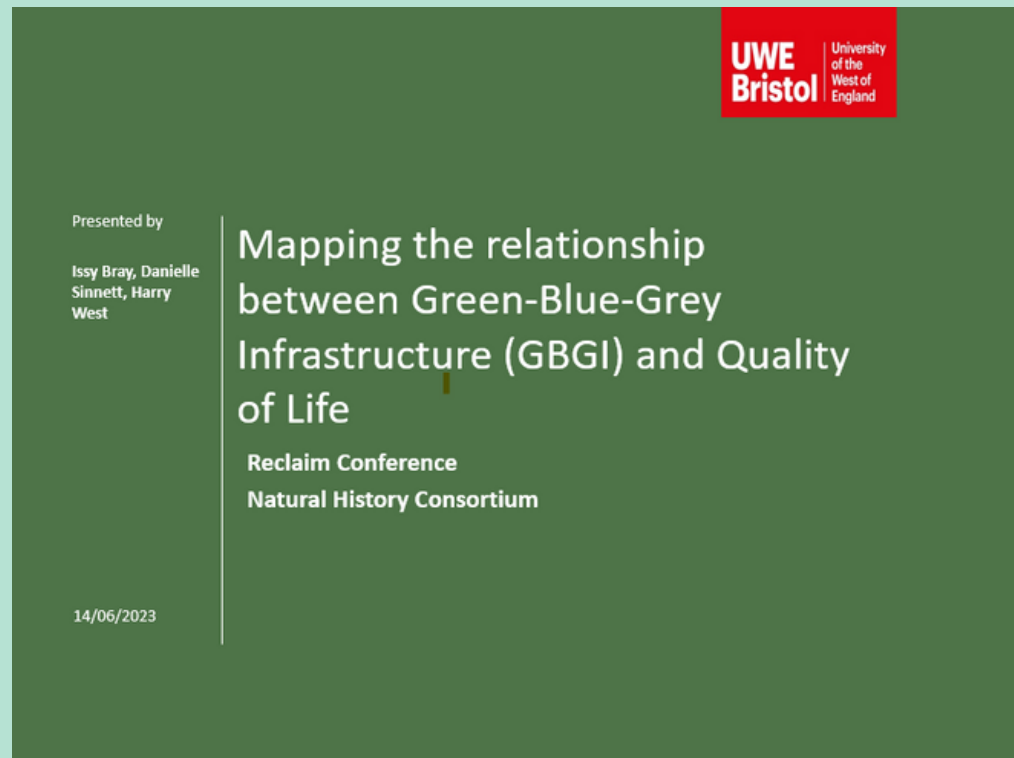 UWE
Bristol
University
of the
West of
England
Presented by
Issy Bray, Danielle
Sinnett, Harry
West
Mapping the relationship
between Green-Blue-Grey
Infrastructure (GBGI) and Quality
of Life
Reclaim Conference
Natural History Consortium
14/06/2023